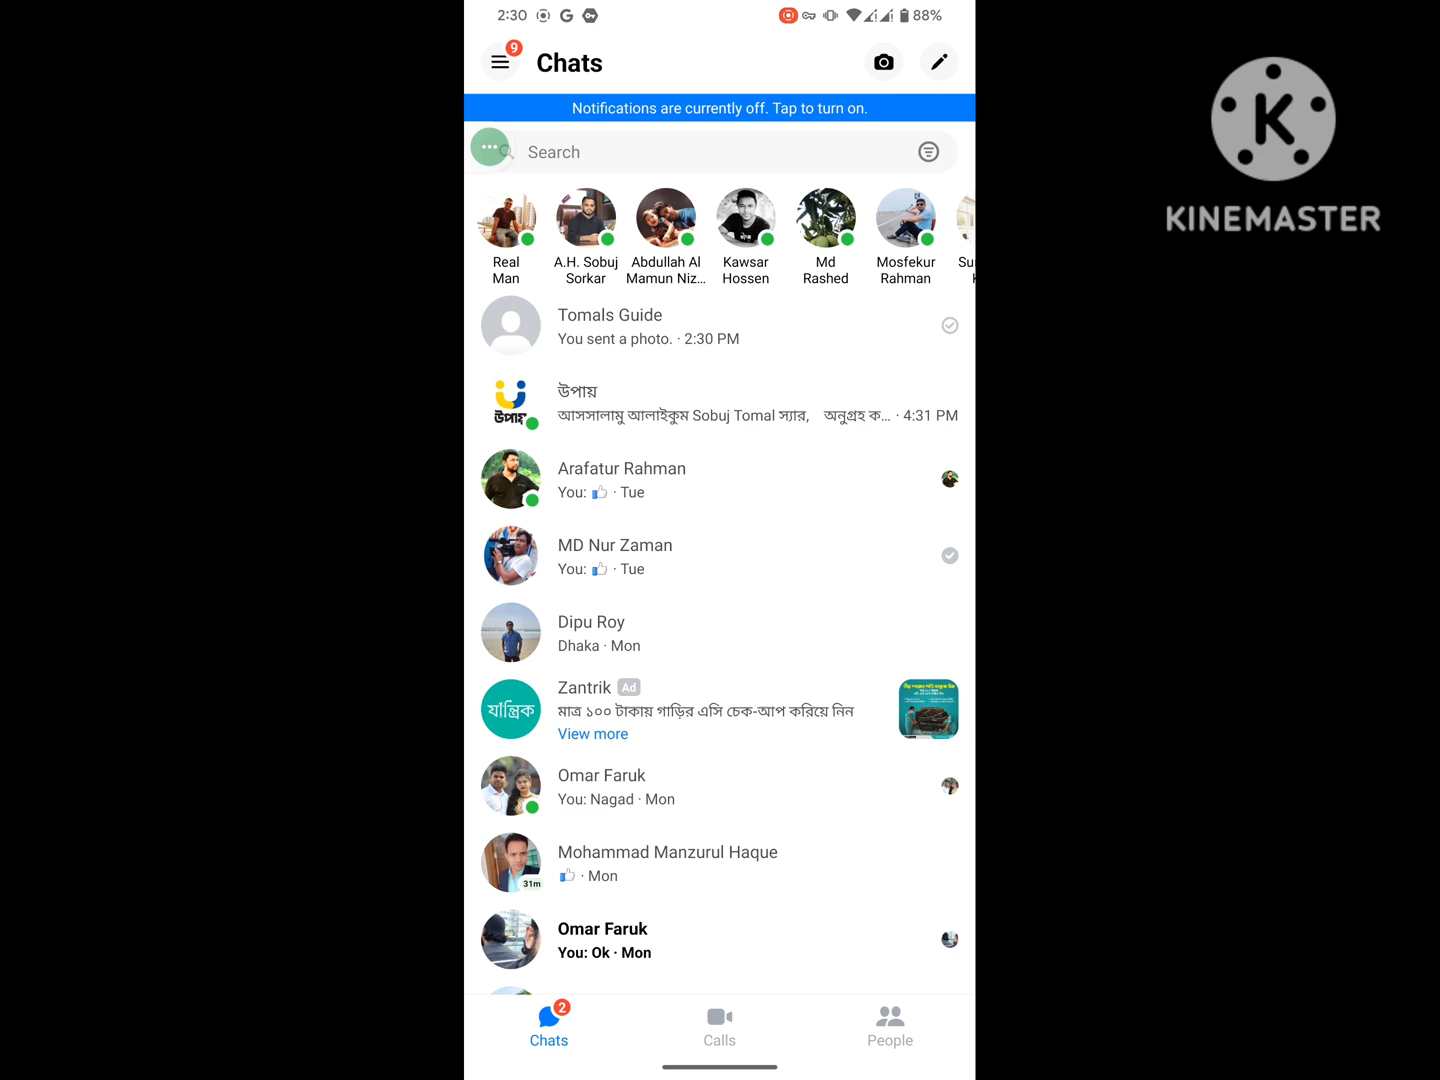 2:30 G 88%
9
Chats
Notifications are currently off. Tap to turn on.
Search
K
KINEMASTER
Real Man
A.H. Sobuj Sorkar
Abdullah Al Mamun Niz...
Kawsar Hossen
Md Rashed
Mosfekur Rahman
Su
Tomals Guide
You sent a photo. · 2:30 PM
উপায়
উপায়
আসসালামু আলাইকুম Sobuj Tomal স্যার, অনুগ্রহ ক... · 4:31 PM
Arafatur Rahman
You: 👍 · Tue
MD Nur Zaman
You: 👍 · Tue
Dipu Roy
Dhaka · Mon
যান্ত্রিক
Zantrik Ad
মাত্র ১০০ টাকায় গাড়ির এসি চেক-আপ করিয়ে নিন
View more
Omar Faruk
You: Nagad · Mon
Mohammad Manzurul Haque
👍 · Mon
31m
Omar Faruk
You: Ok · Mon
2
Chats
Calls
People